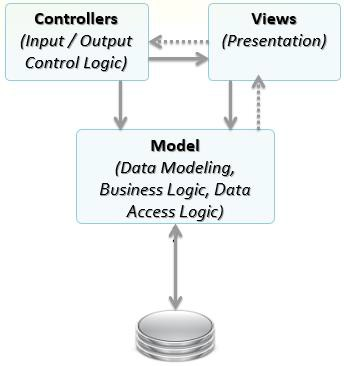 Controllers
(Input / Output
Control Logic)
Views
(Presentation)
Model
(Data Modeling,
Business Logic, Data
Access Logic)